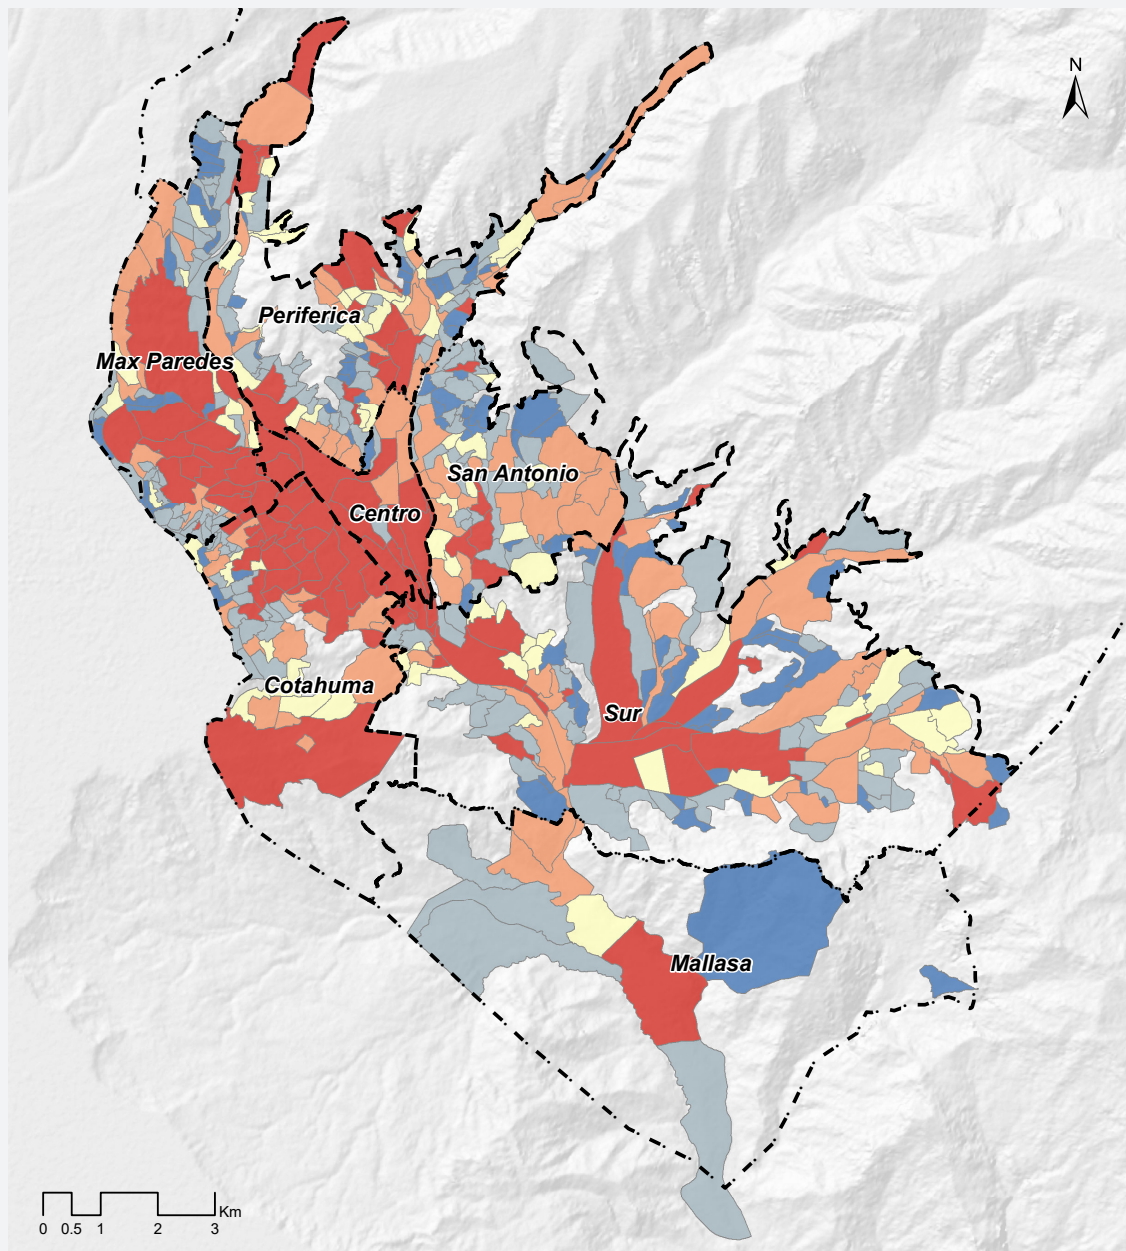 N
Periferica
Max Paredes
San Antonio
Centro
Cotahuma
Sur
Mallasa
Km
0 0.5 1 2 3